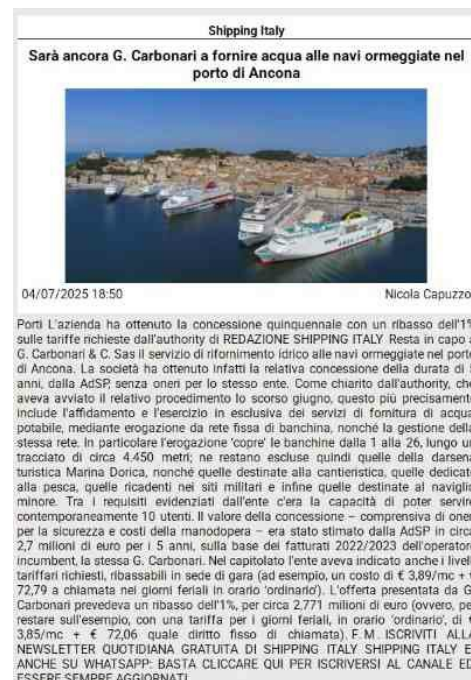 Shipping Italy
Sarà ancora G. Carbonari a fornire acqua alle navi ormeggiate nel
porto di Ancona
04/07/2025 18:50
Nicola Capuzzo
Porti L'azienda ha ottenuto la concessione quinquennale con un ribasso dell'1%
sulle tariffe richieste dall'authority di REDAZIONE SHIPPING ITALY Resta in capo a
G. Carbonari & C. Sas il servizio di rifornimento idrico alle navi ormeggiate nel porto
di Ancona. La società ha ottenuto infatti la relativa concessione della durata di 5
anni, dalla AdSP, senza oneri per lo stesso ente. Come chiarito dall'authority, che
aveva avviato il relativo procedimento lo scorso giugno, questo più precisamente
include l'affidamento e l'esercizio in esclusiva dei servizi di fornitura di acqua
potabile, mediante erogazione da rete fissa di banchina, nonché la gestione della
stessa rete. In particolare l'erogazione 'copre' le banchine dalla 1 alla 26, lungo un
tracciato di circa 4.450 metri; ne restano escluse quindi quelle della darsena
turistica Marina Dorica, nonché quelle destinate alla cantieristica, quelle dedicate
alla pesca, quelle ricadenti nei siti militari e infine quelle destinate al naviglio
minore. Tra i requisiti evidenziati dall'ente c'era la capacità di poter servire
contemporaneamente 10 utenti. Il valore della concessione – comprensiva di oneri
per la sicurezza e costi della manodopera – era stato stimato dalla AdSP in circa
2,7 milioni di euro per i 5 anni, sulla base dei fatturati 2022/2023 dell'operatore
incumbent, la stessa G. Carbonari. Nel capitolato l'ente aveva indicato anche i livelli
tariffari richiesti, ribassabili in sede di gara (ad esempio, un costo di € 3,89/mc + €
72,79 a chiamata nei giorni feriali in orario 'ordinario'). L'offerta presentata da G.
Carbonari prevedeva un ribasso dell'1%, per circa 2,771 milioni di euro (ovvero, per
restare sull'esempio, con una tariffa per i giorni feriali, in orario 'ordinario', di €
3,85/mc + € 72,06 quale diritto fisso di chiamata). F.M. ISCRIVITI ALLA
NEWSLETTER QUOTIDIANA GRATUITA DI SHIPPING ITALY SHIPPING ITALY E'
ANCHE SU WHATSAPP: BASTA CLICCARE QUI PER ISCRIVERSI AL CANALE ED
ESSERE SEMPRE AGGIORNATI